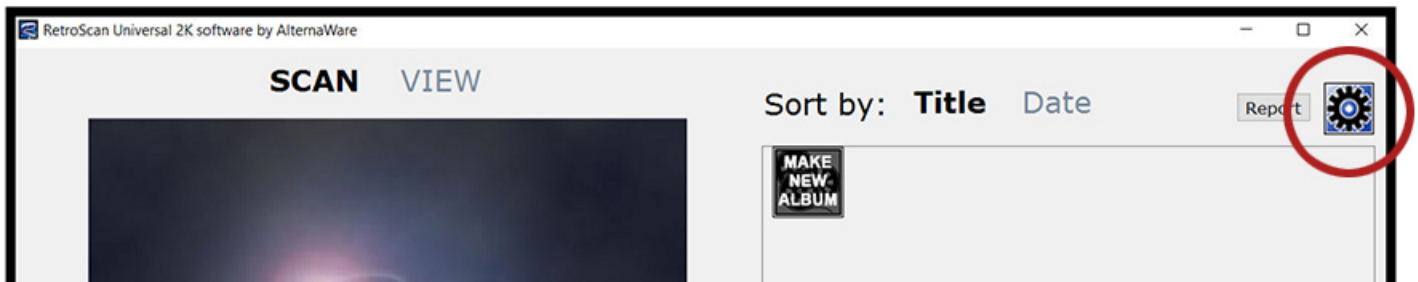 RetroScan Universal 2K software by AlternaWare
SCAN VIEW
Sort by: Title Date
Report
MAKE
NEW
ALBUM